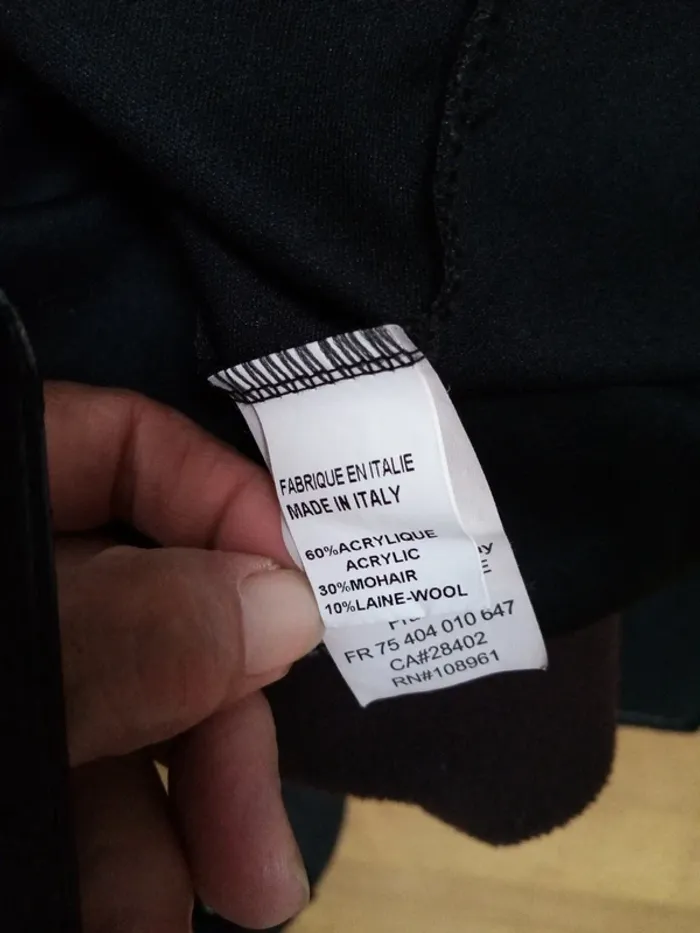 FABRIQUE EN ITALIE
MADE IN ITALY
60%ACRYLIQUE
ACRYLIC
30%MOHAIR
10%LAINE-WOOL
FR 75 404 010 647
CA#28402
RN#108961